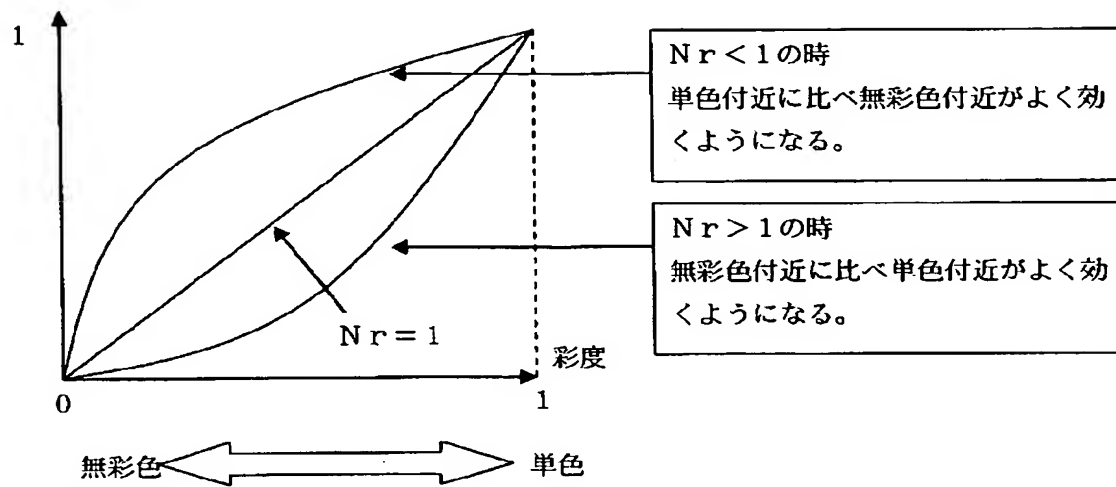 1
Nr<1の時
単色付近に比べ無彩色付近がよく効
くようになる。
Nr>1の時
無彩色付近に比べ単色付近がよく効
くようになる。
Nr=1
彩度
0
1
無彩色
単色